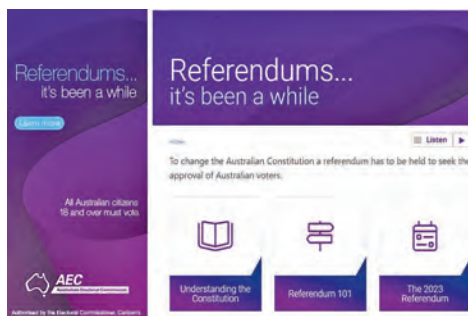 Referendums...
it's been a while
Learn more
All Australian citizens
18 and over must vote.
AEC
Australian Electoral Commission
Authorised by the Electoral Commissioner, Canberra
Referendums...
it's been a while
Listen
To change the Australian Constitution a referendum has to be held to seek the
approval of Australian voters.
Understanding the
Constitution
Referendum 101
The 2023
Referendum